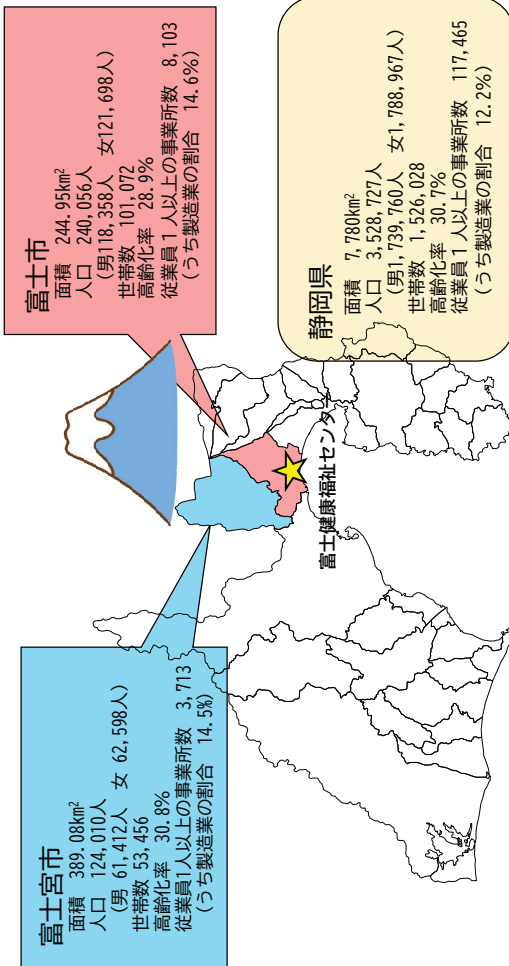 富士宮市
面積　389.08km²
人口　124,010人
(男 61,412人　女 62,598人)
世帯数 53,456
高齢化率　30.8%
従業員1人以上の事業所数　3,713
(うち製造業の割合　14.5%)
富士市
面積　244.95km²
人口　240,056人
(男118,358人　女121,698人)
世帯数 101,072
高齢化率　28.9%
従業員1人以上の事業所数　8,103
(うち製造業の割合　14.6%)
富士健康福祉センター
静岡県
面積　7,780km²
人口　3,528,727人
(男1,739,760人　女1,788,967人)
世帯数 1,526,028
高齢化率　30.7%
従業員1人以上の事業所数　117,465
(うち製造業の割合　12.2%)